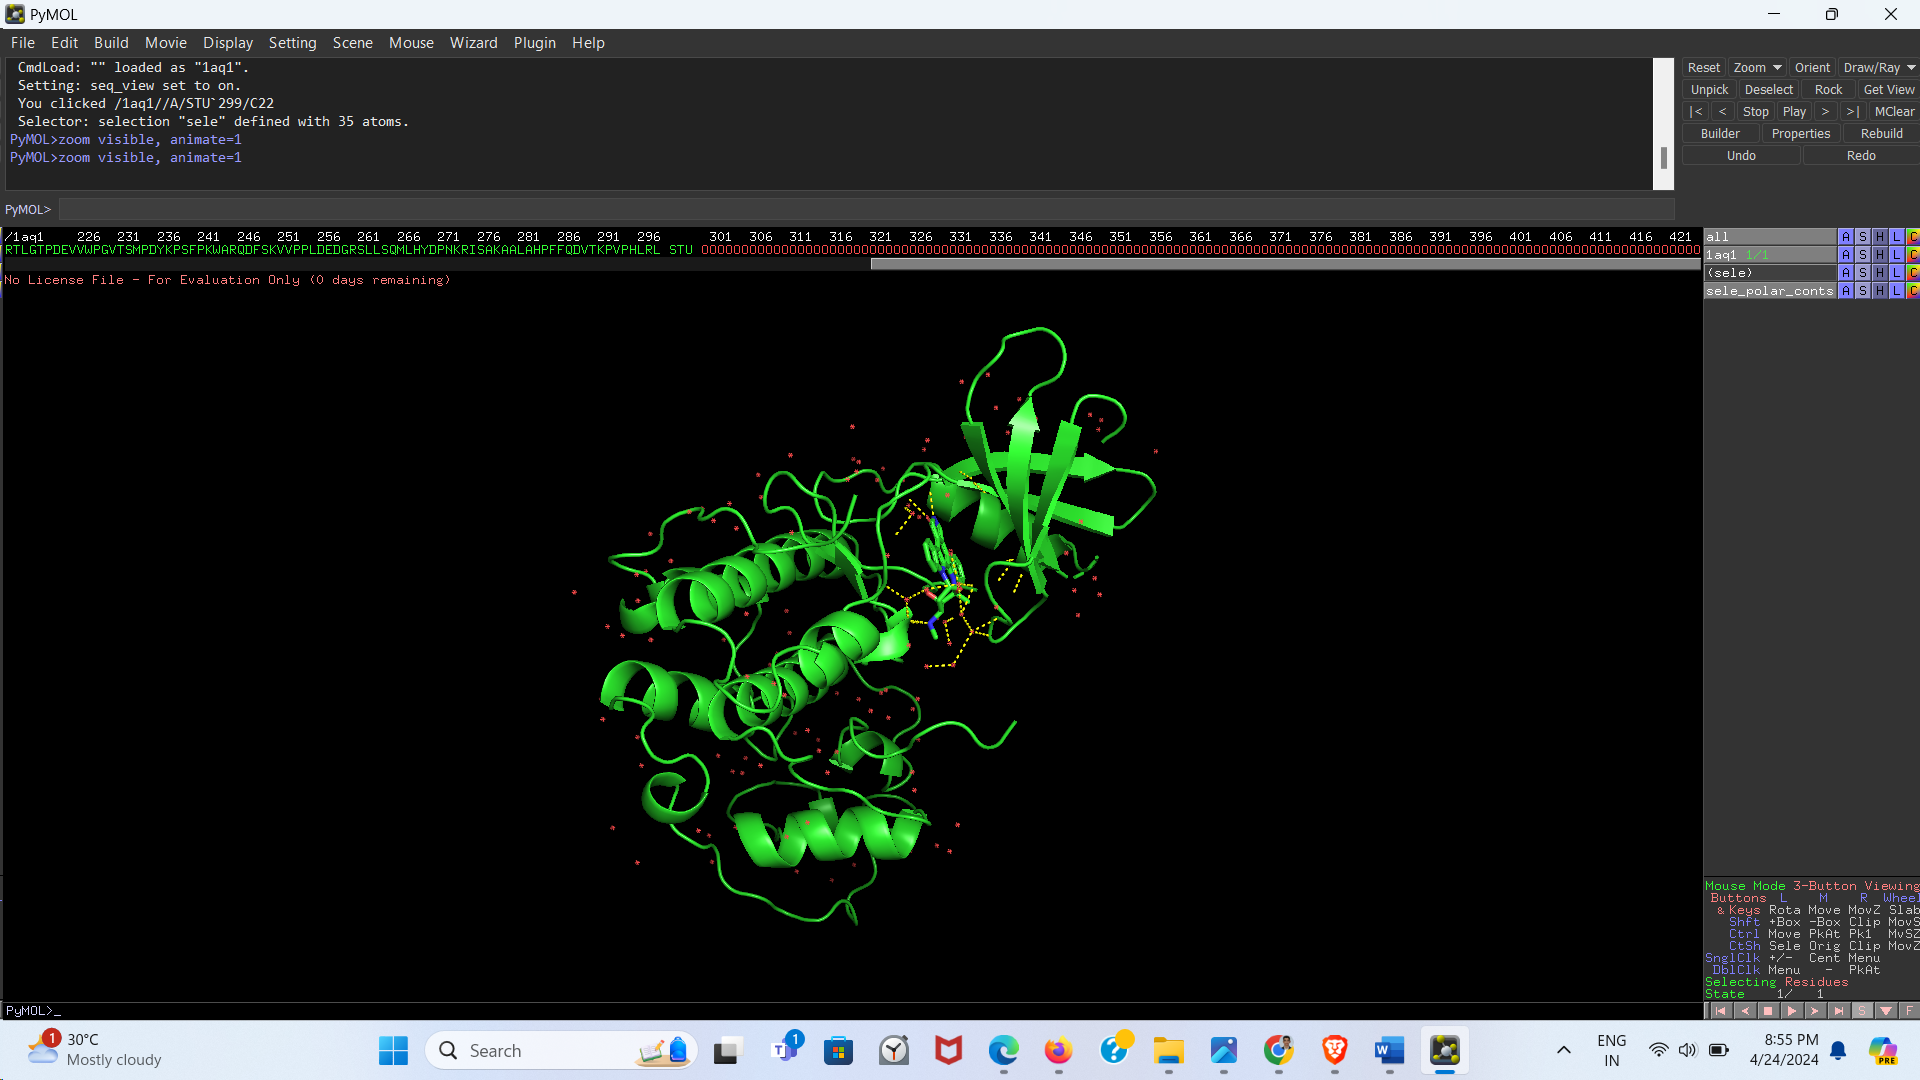 PyMOL
File Edit Build Movie Display Setting Scene Mouse Wizard Plugin Help
CmdLoad: "" loaded as "1aq1".
Setting: seq_view set to on.
You clicked /1aq1//A/STU`299/C22
Selector: selection "sele" defined with 35 atoms.
PyMOL>zoom visible, animate=1
PyMOL>zoom visible, animate=1
Reset Zoom Orient Draw/Ray
Unpick Deselect Rock Get View
|< < Stop Play > >| MClear
Builder Properties Rebuild
Undo Redo
PyMOL>
/1aq1 226 231 236 241 246 251 256 261 266 271 276 281 286 291 296 301 306 311 316 321 326 331 336 341 346 351 356 361 366 371 376 381 386 391 396 401 406 411 416 421
RTLGTPDEVVWPGVTSMPDYKPSFPKWARQDFSKVVPPLDEDGRSLLSQMLHYDPNKRISAKAALAHPFFQDVTKPVPHLRL STU
No License File - For Evaluation Only (0 days remaining)
all A S H L C
1aq1 1/1 A S H L C
(sele) A S H L C
sele_polar_conts A S H L C
Mouse Mode 3-Button Viewing
Buttons L M R Wheel
& Keys Rota Move MovZ Slab
Shft +Box -Box Clip MovS
Ctrl Move PkAt Pk1 MvSZ
CtSh Sele Orig Clip MovZ
SnglClk +/- Cent Menu
DblClk Menu - PkAt
Selecting Residues
State 1/ 1
PyMOL>_
S F
1 30°C
Mostly cloudy
Search
1
ENG
IN
8:55 PM
4/24/2024
PRE